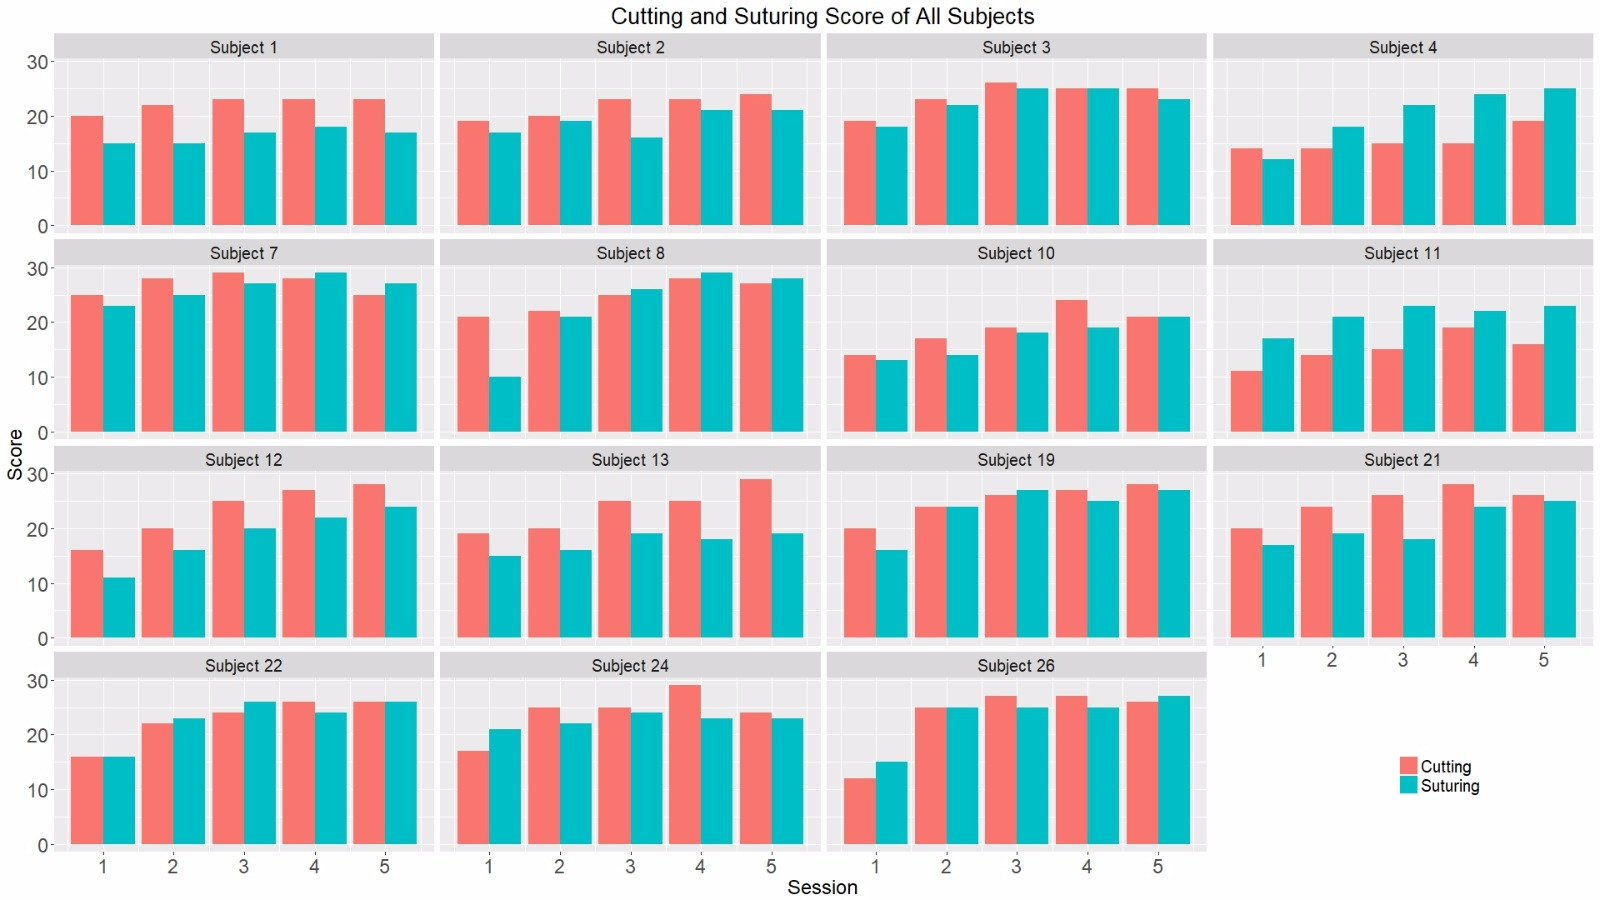 Cutting and Suturing Score of All Subjects
Subject 1
Subject 2
Subject 3
Subject 4
30
20
10
0
Subject 7
Subject 8
Subject 10
Subject 11
30
20
10
0
Subject 12
Subject 13
Subject 19
Subject 21
30
20
10
0
1 2 3 4 5
Subject 22
Subject 24
Subject 26
30
20
10
0
1 2 3 4 5
1 2 3 4 5
1 2 3 4 5
Score
Session
Cutting
Suturing